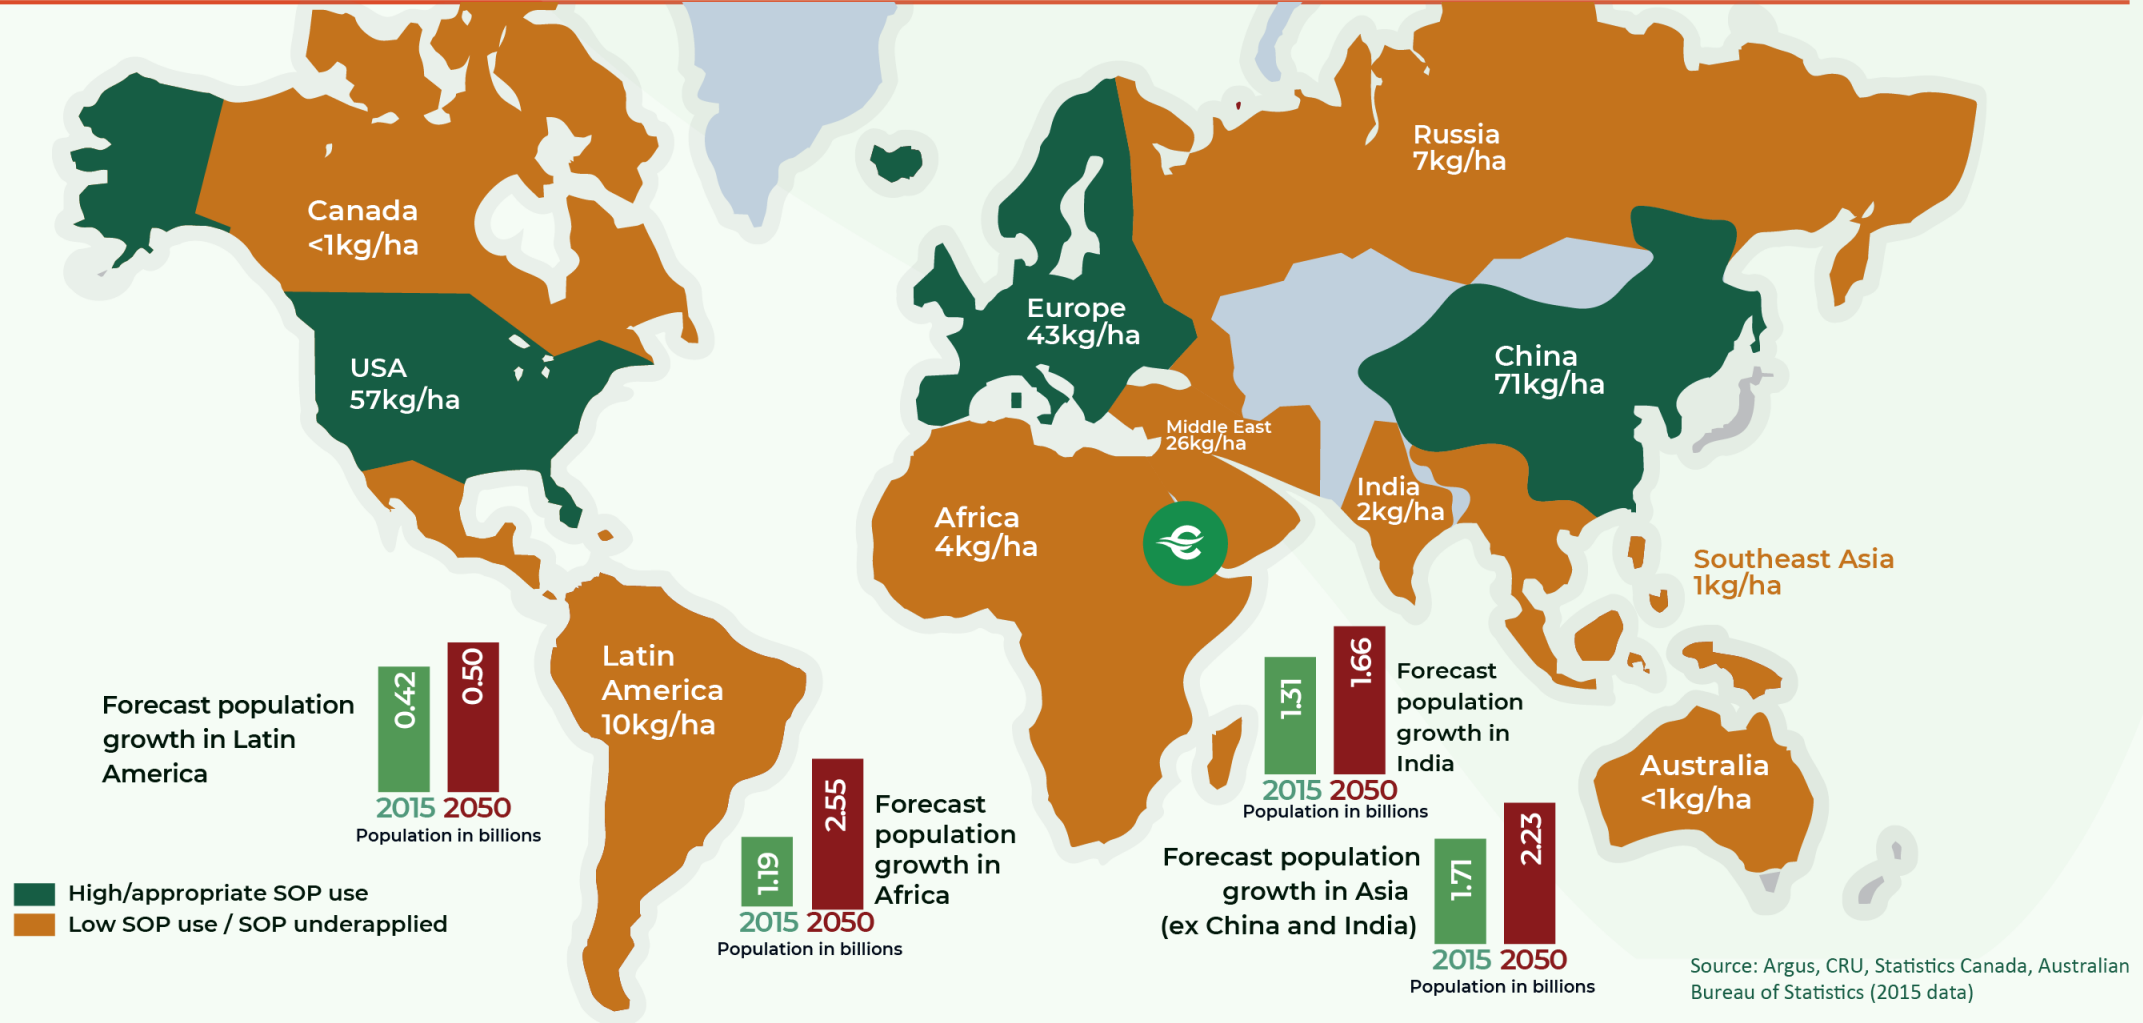 Russia
7kg/ha
Canada
<1kg/ha
Europe
43kg/ha
USA
57kg/ha
China
71kg/ha
Middle East
26kg/ha
India
2kg/ha
Africa
4kg/ha
Southeast Asia
1kg/ha
Latin
America
10kg/ha
Australia
<1kg/ha
Forecast population
growth in Latin
America
0.42
0.50
2015 2050
Population in billions
1.19
2.55
2015 2050
Population in billions
Forecast
population
growth in
Africa
1.31
1.66
2015 2050
Population in billions
Forecast
population
growth in
India
Forecast population
growth in Asia
(ex China and India)
1.71
2.23
2015 2050
Population in billions
High/appropriate SOP use
Low SOP use / SOP underapplied
Source: Argus, CRU, Statistics Canada, Australian
Bureau of Statistics (2015 data)